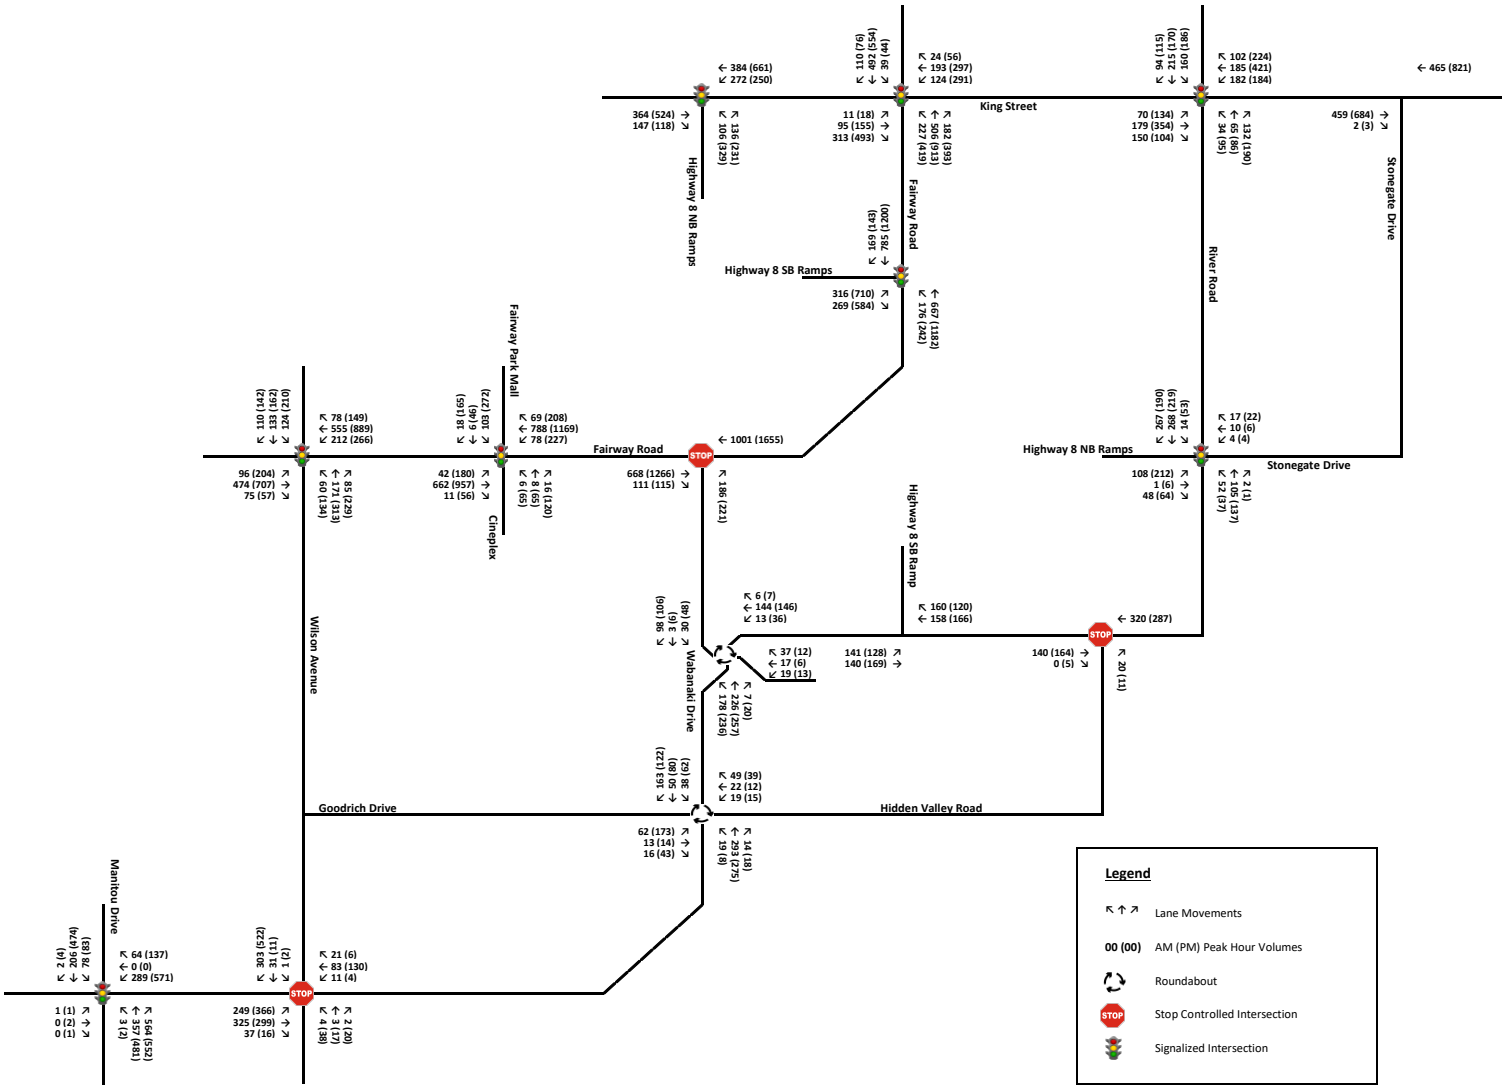 110 (76)
492 (554)
39 (44)
↙ ↓ ↘
94 (115)
215 (170)
160 (186)
↙ ↓ ↘
← 384 (661)
↙ 272 (250)
↖ 24 (56)
← 193 (297)
↙ 124 (291)
↖ 102 (224)
← 185 (421)
↙ 182 (184)
← 465 (821)
King Street
364 (524) →
147 (118) ↘
↖ ↗
106 (329)
136 (231)
11 (18) ↗
95 (155) →
313 (493) ↘
↖ ↑ ↗
227 (419)
506 (913)
182 (393)
70 (134) ↗
179 (354) →
150 (104) ↘
↖ ↑ ↗
34 (95)
65 (86)
132 (190)
459 (684) →
2 (3) ↘
Highway 8 NB Ramps
Fairway Road
Stonegate Drive
River Road
169 (143)
785 (1200)
↙ ↓
Highway 8 SB Ramps
316 (710) ↗
269 (584) ↘
↖ ↑
176 (242)
667 (1182)
Fairway Park Mall
110 (142)
133 (162)
124 (210)
↙ ↓ ↘
↖ 78 (149)
← 555 (889)
↙ 212 (266)
18 (165)
9 (46)
103 (272)
↙ ↓ ↘
↖ 69 (208)
← 788 (1169)
↙ 78 (227)
Fairway Road
← 1001 (1655)
267 (190)
268 (219)
14 (53)
↙ ↓ ↘
↖ 17 (22)
← 10 (6)
↙ 4 (4)
Highway 8 NB Ramps
Stonegate Drive
STOP
96 (204) ↗
474 (707) →
75 (57) ↘
↖ ↑ ↗
60 (134)
171 (313)
85 (229)
42 (180) ↗
662 (957) →
11 (56) ↘
↖ ↑ ↗
6 (65)
8 (65)
16 (120)
Cineplex
668 (1266) →
111 (115) ↘
↗
186 (221)
108 (212) ↗
1 (6) →
48 (64) ↘
↖ ↑ ↗
52 (37)
105 (137)
2 (1)
Highway 8 SB Ramp
Wilson Avenue
98 (106)
3 (9)
30 (48)
↙ ↓ ↘
↖ 6 (7)
← 144 (146)
↙ 13 (36)
↖ 160 (120)
← 158 (166)
← 320 (287)
STOP
↖ 37 (12)
← 17 (6)
↙ 19 (13)
141 (128) ↗
140 (169) →
140 (164) →
0 (5) ↘
↗
20 (11)
Wabanaki Drive
↖ ↑ ↗
178 (236)
226 (257)
7 (20)
163 (122)
50 (80)
38 (62)
↙ ↓ ↘
↖ 49 (39)
← 22 (12)
↙ 19 (15)
Goodrich Drive
Hidden Valley Road
62 (173) ↗
13 (14) →
16 (43) ↘
↖ ↑ ↗
19 (8)
293 (275)
14 (18)
Manitou Drive
2 (4)
206 (474)
78 (83)
↙ ↓ ↘
↖ 64 (137)
← 0 (0)
↙ 289 (571)
303 (522)
31 (11)
1 (2)
↙ ↓ ↘
↖ 21 (6)
← 83 (130)
↙ 11 (4)
STOP
1 (1) ↗
0 (2) →
0 (1) ↘
↖ ↑ ↗
3 (2)
357 (481)
564 (552)
249 (366) ↗
325 (299) →
37 (16) ↘
↖ ↑ ↗
4 (38)
3 (17)
2 (20)
Legend
↖ ↑ ↗ Lane Movements
00 (00) AM (PM) Peak Hour Volumes
Roundabout
STOP Stop Controlled Intersection
Signalized Intersection